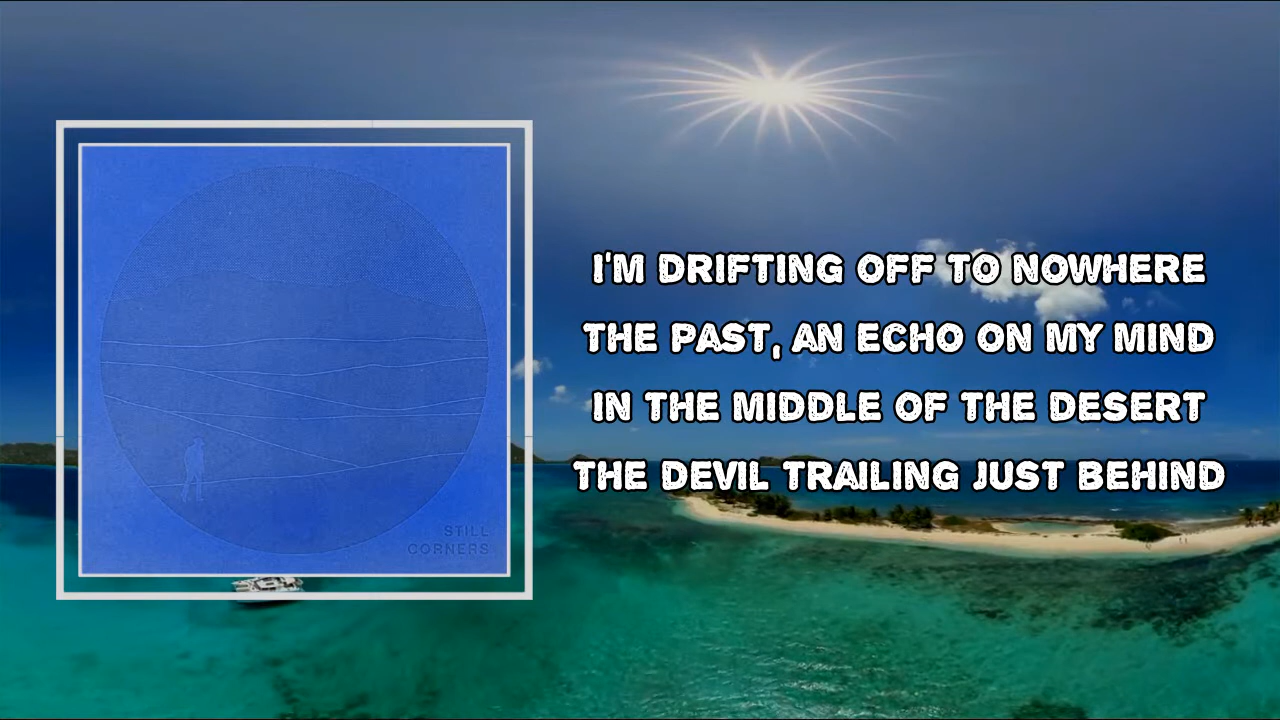 STILL
CORNERS
I'M DRIFTING OFF TO NOWHERE
THE PAST, AN ECHO ON MY MIND
IN THE MIDDLE OF THE DESERT
THE DEVIL TRAILING JUST BEHIND